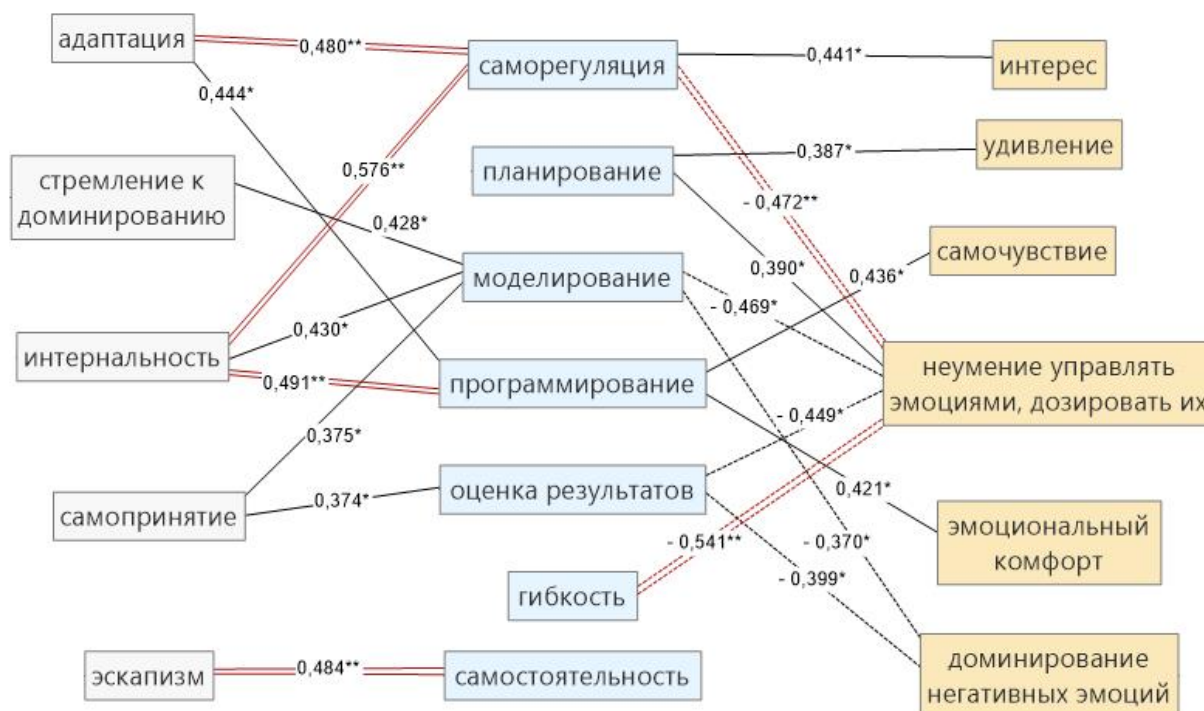 адаптация
0,480**
саморегуляция
0,441*
интерес
0,444*
планирование
0,387*
удивление
стремление к
доминированию
0,576**
0,428*
- 0,472**
самочувствие
моделирование
0,390*
0,436*
- 0,469*
интернальность
0,430*
0,491**
программирование
неумение управлять
эмоциями, дозировать их
0,375*
- 0,449*
самопринятие
0,374*
оценка результатов
0,421*
- 0,541**
- 0,370*
эмоциональный
комфорт
- 0,399*
гибкость
эскапизм
0,484**
самостоятельность
доминирование
негативных эмоций